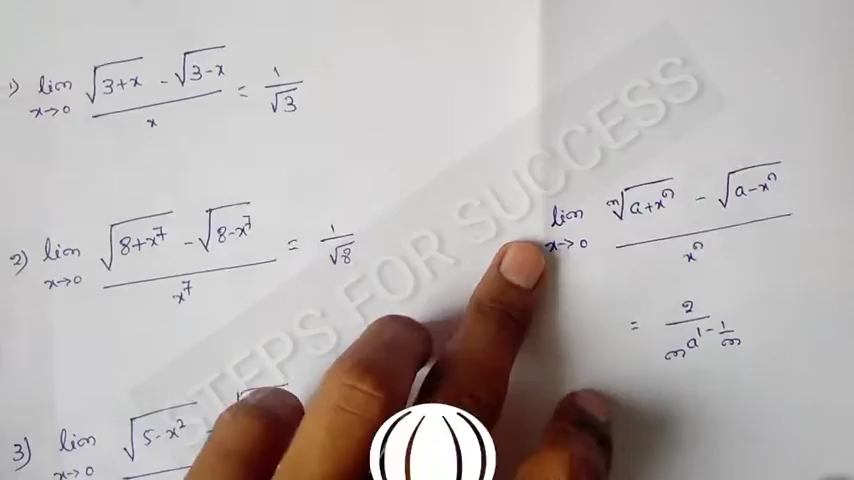 1) lim x→0 √3+x - √3-x / x = 1/√3
2) lim x→0 √8+x⁷ - √8-x⁷ / x⁷ = 1/√8
3) lim x→0 √5-x²
lim x→0 ᵐ√a+xⁿ - √a-xⁿ / xⁿ
= 2 / m a^1-1/m
STEPS FOR SUCCESS